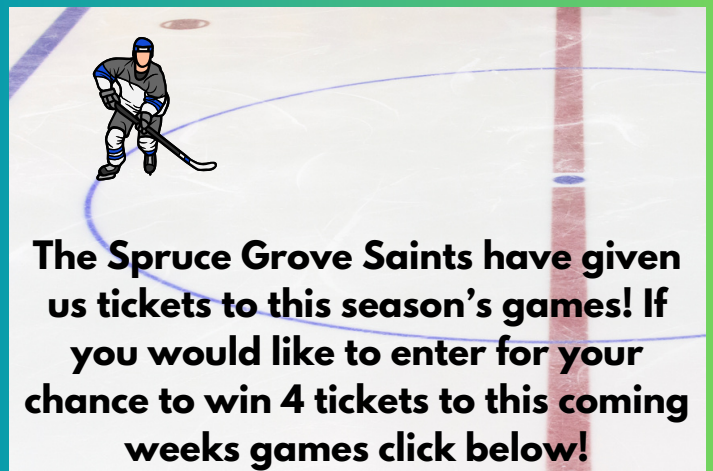 The Spruce Grove Saints have given
us tickets to this season’s games! If
you would like to enter for your
chance to win 4 tickets to this coming
weeks games click below!